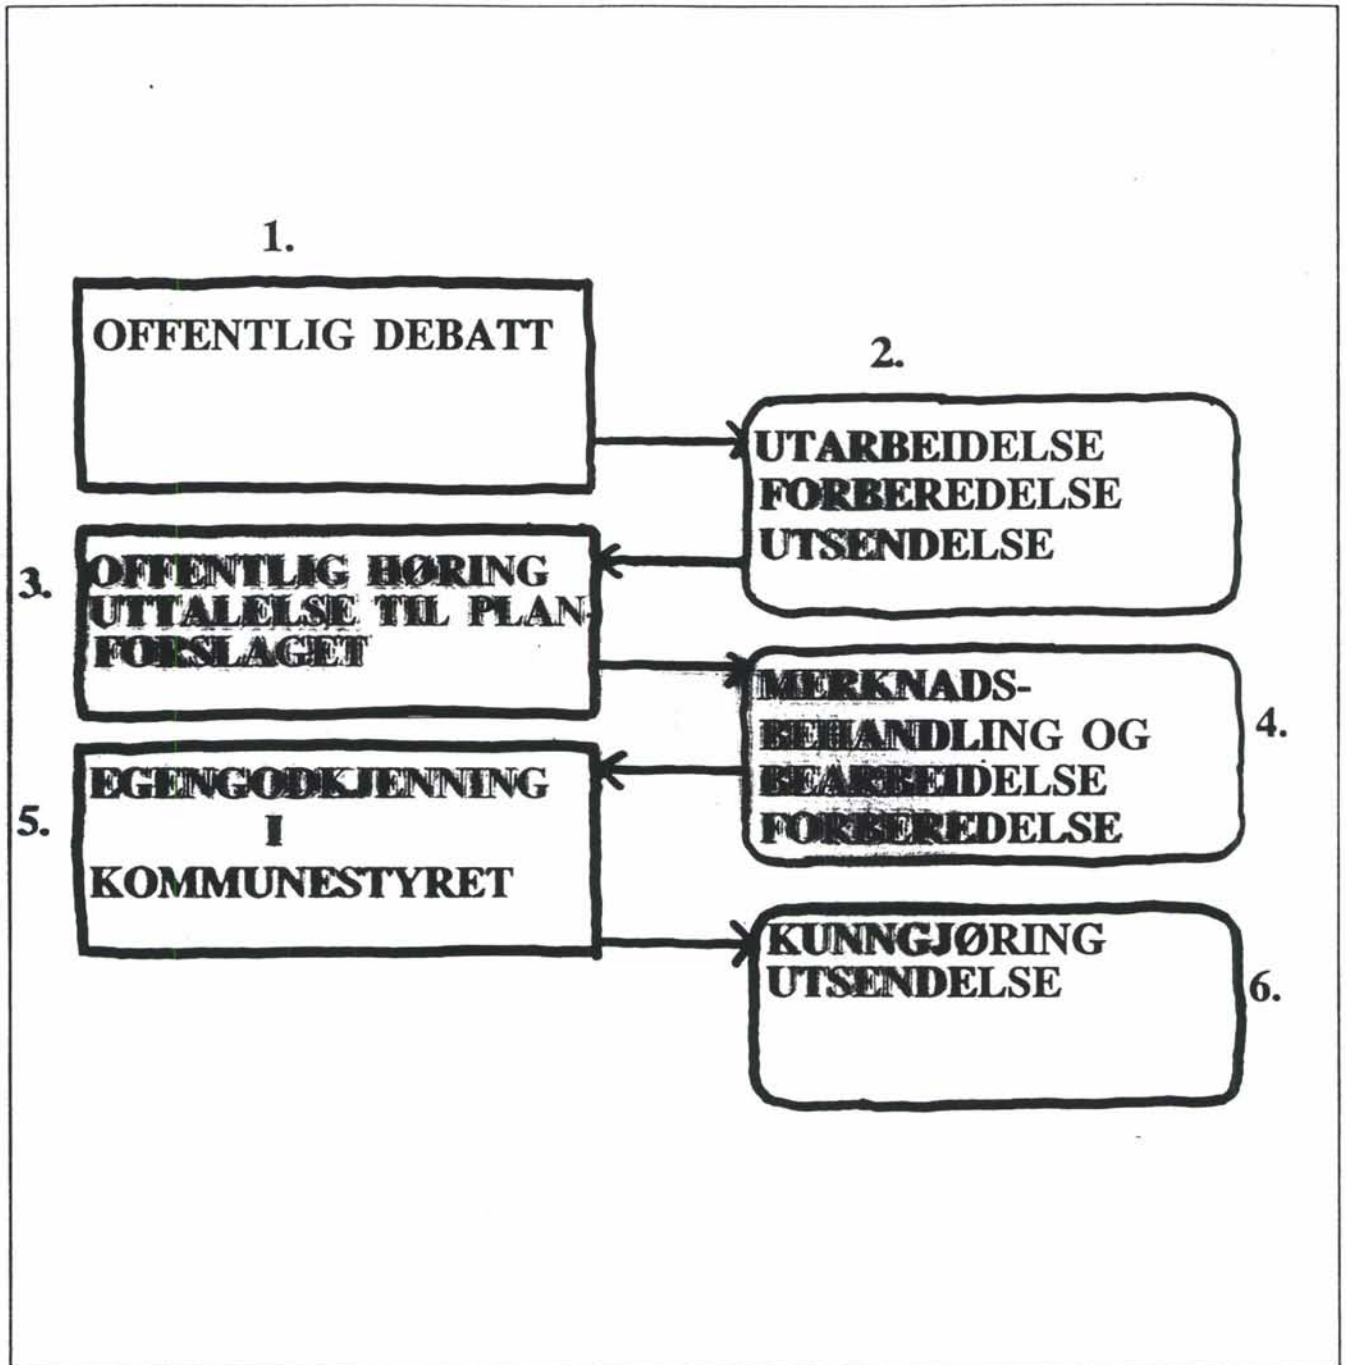 1.
OFFENTLIG DEBATT
2.
UTARBEIDELSE
FORBEREDELSE
UTSENDELSE
3.
OFFENTLIG HØRING
UTTALELSE TIL PLAN-
FORSLAGET
4.
MERKNADS-
BEHANDLING OG
BEARBEIDELSE
FORBEREDELSE
5.
EGENGODKJENNING
I
KOMMUNESTYRET
6.
KUNNGJØRING
UTSENDELSE